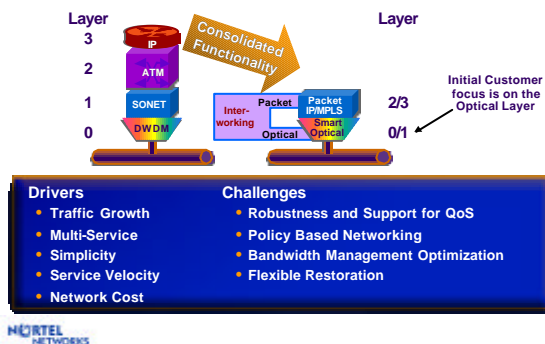 Layer
3
2
1
0
IP
ATM
SONET
DWDM
Consolidated
Functionality
Inter-
working
Packet
Optical
Packet
IP/MPLS
Smart
Optical
Layer
2/3
0/1
Initial Customer
focus is on the
Optical Layer
Drivers
• Traffic Growth
• Multi-Service
• Simplicity
• Service Velocity
• Network Cost
Challenges
• Robustness and Support for QoS
• Policy Based Networking
• Bandwidth Management Optimization
• Flexible Restoration
NORTEL
NETWORKS